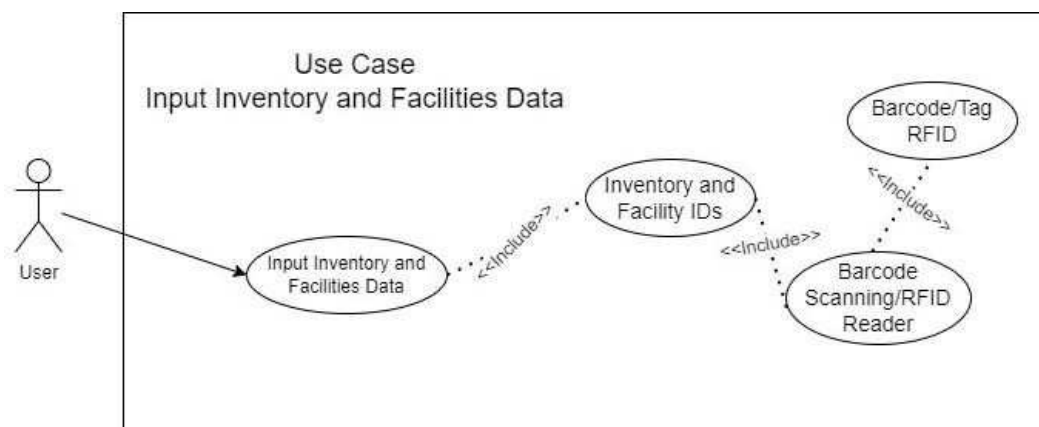 Use Case
Input Inventory and Facilities Data
User
Input Inventory and
Facilities Data
<<Include>>
Inventory and
Facility IDs
<<Include>>
Barcode
Scanning/RFID
Reader
<<Include>>
Barcode/Tag
RFID